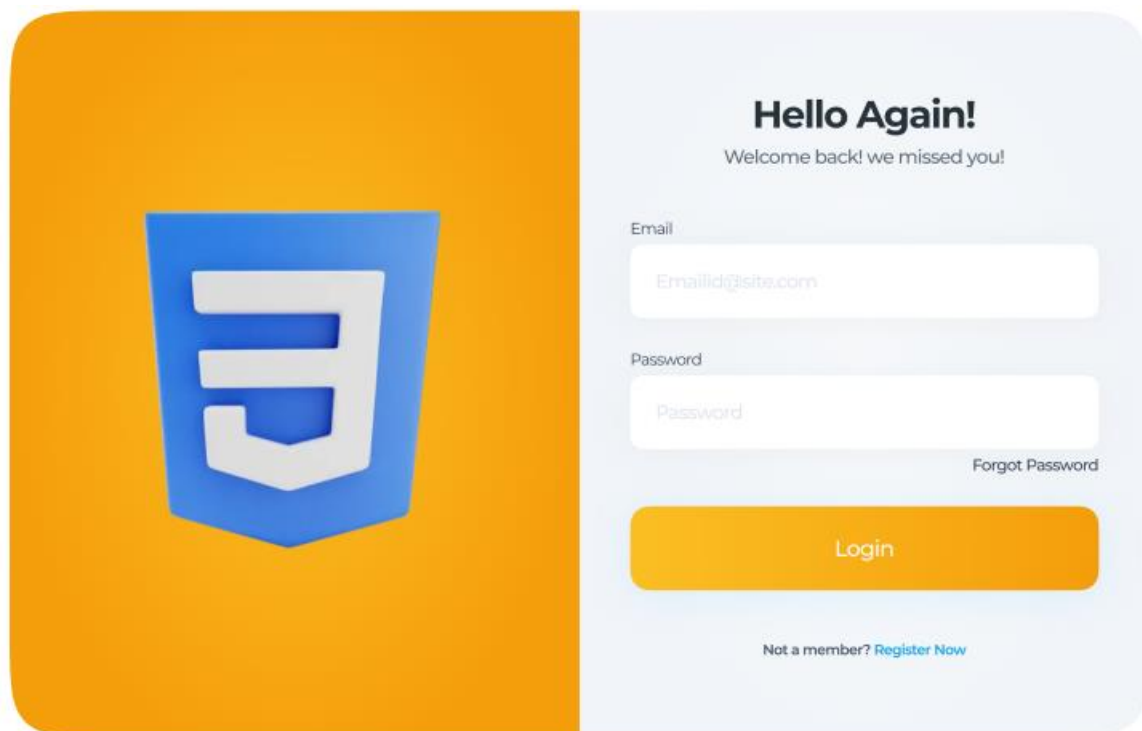 Hello Again!
Welcome back! we missed you!
Email
Emailid@site.com
Password
Password
Forgot Password
Login
Not a member? Register Now